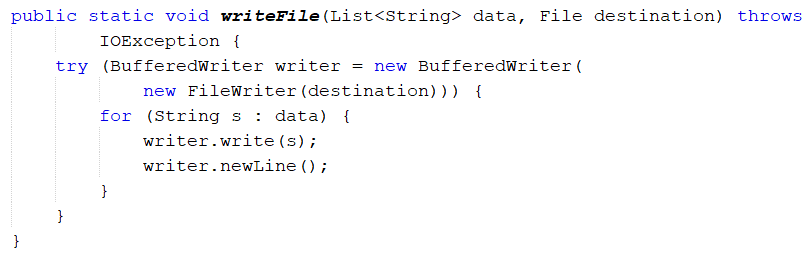 public static void writeFile(List<String> data, File destination) throws
        IOException {
    try (BufferedWriter writer = new BufferedWriter(
            new FileWriter(destination))) {
        for (String s : data) {
            writer.write(s);
            writer.newLine();
        }
    }
}